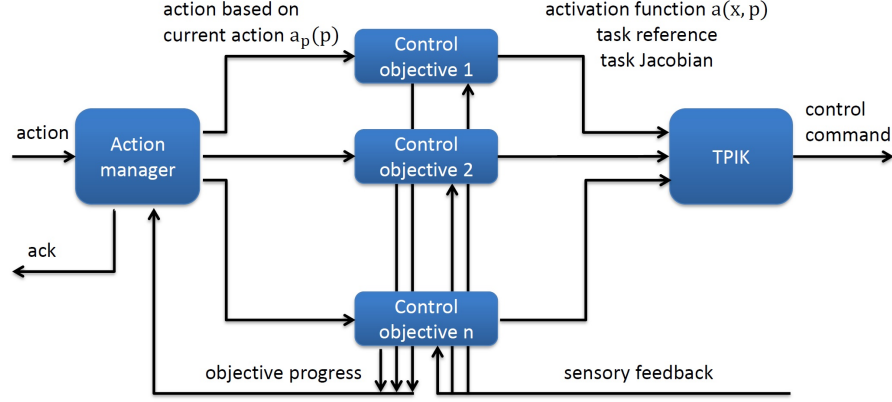 action based on
current action aₚ(p)
activation function a(x, p)
task reference
task Jacobian
Control
objective 1
action
Action
manager
Control
objective 2
TPIK
control
command
ack
Control
objective n
objective progress
sensory feedback